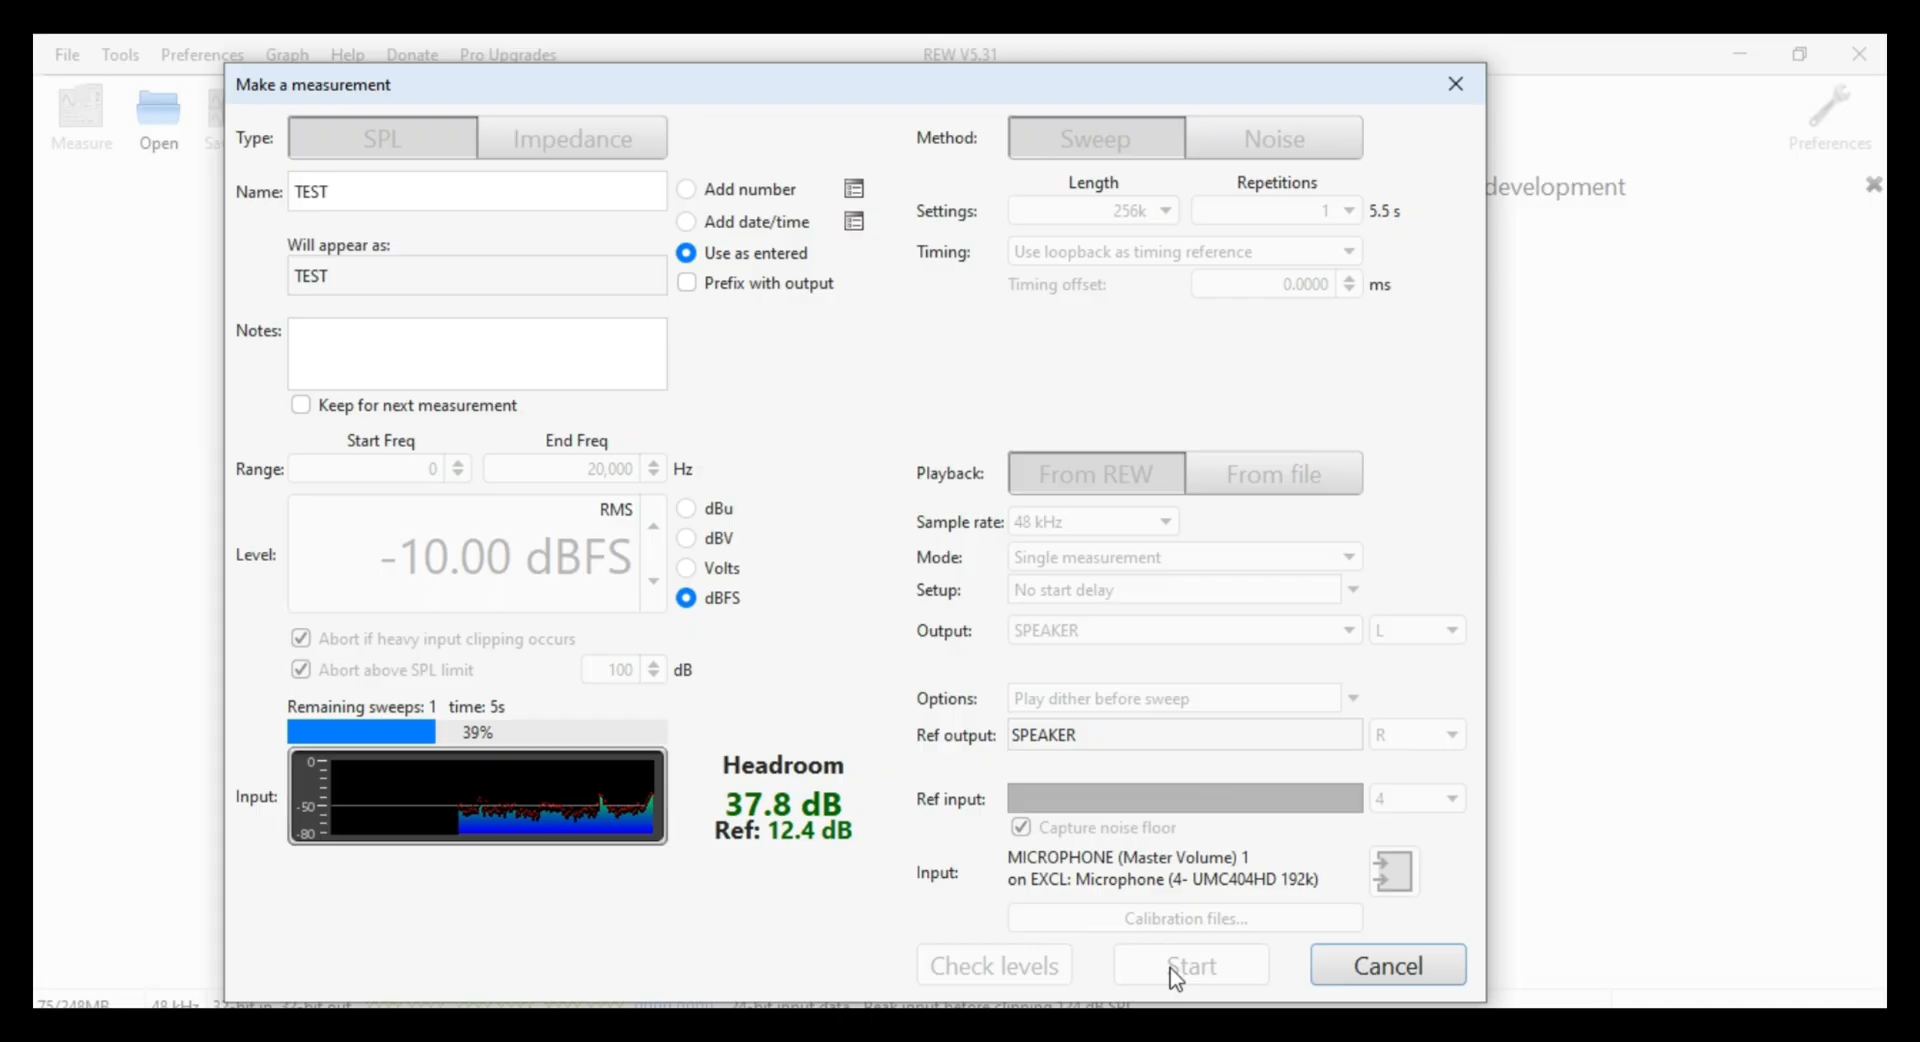 File Tools Preferences Graph Help Donate Pro Upgrades REW V5.31
Make a measurement
Measure Open
Preferences
development
Type: SPL Impedance
Name: TEST
Add number
Add date/time
Use as entered
Prefix with output
Will appear as:
TEST
Notes:
Keep for next measurement
Start Freq End Freq
Range: 0 20,000 Hz
Level: RMS
-10.00 dBFS
dBu
dBV
Volts
dBFS
Abort if heavy input clipping occurs
Abort above SPL limit 100 dB
Remaining sweeps: 1 time: 5s
39%
Input:
0
-50
-80
Headroom
37.8 dB
Ref: 12.4 dB
Method: Sweep Noise
Length Repetitions
Settings: 256k 1 5.5 s
Timing: Use loopback as timing reference
Timing offset: 0.0000 ms
Playback: From REW From file
Sample rate: 48 kHz
Mode: Single measurement
Setup: No start delay
Output: SPEAKER L
Options: Play dither before sweep
Ref output: SPEAKER R
Ref input: 4
Capture noise floor
Input: MICROPHONE (Master Volume) 1
on EXCL: Microphone (4- UMC404HD 192k)
Calibration files...
Check levels Start Cancel